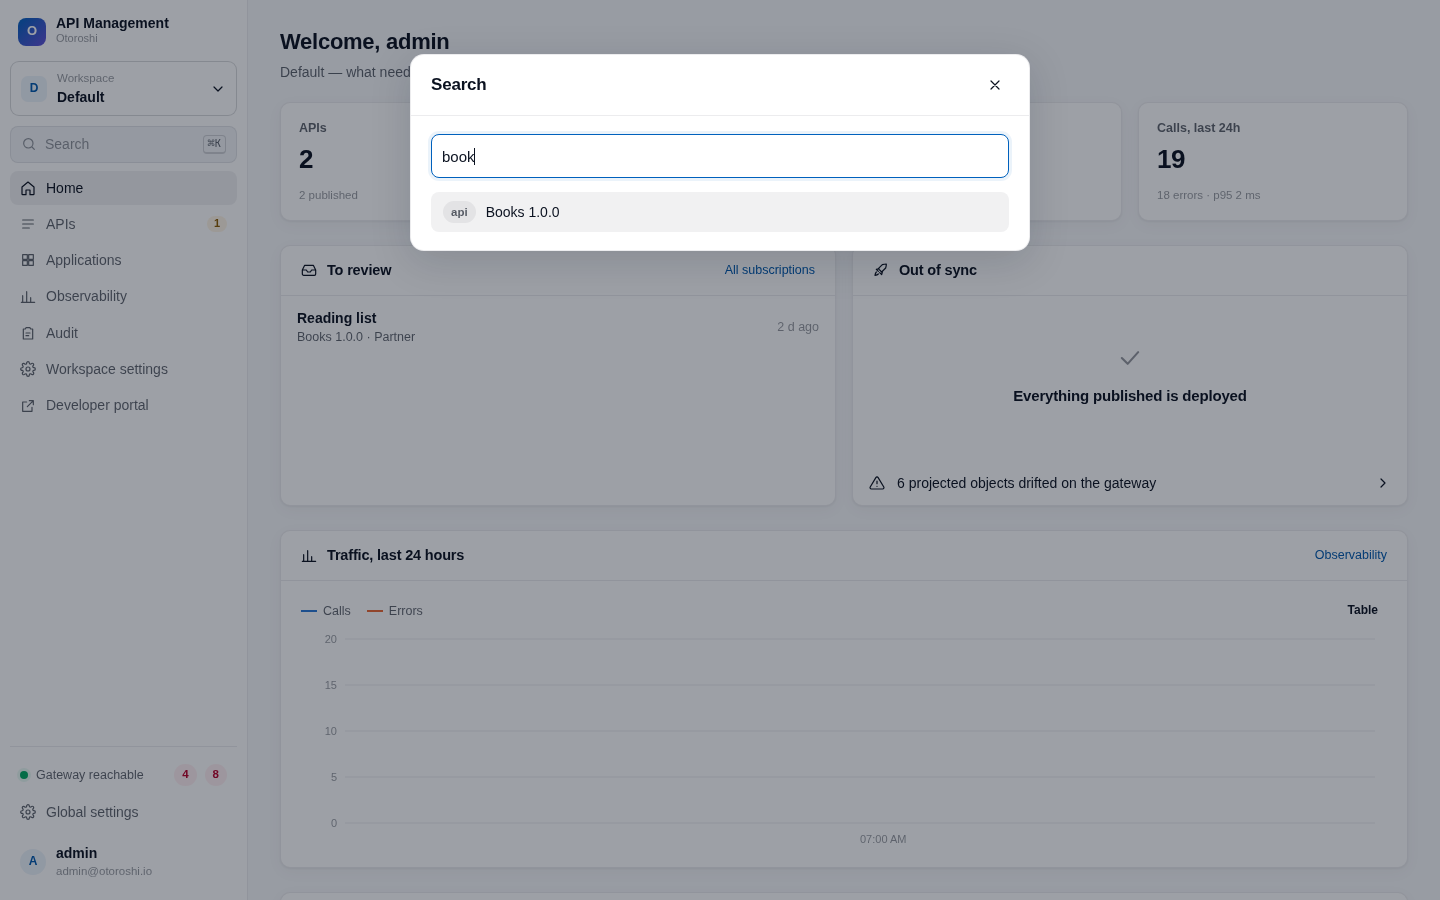 O
API Management
Otoroshi
D
Workspace
Default
Search
⌘K
Home
APIs
1
Applications
Observability
Audit
Workspace settings
Developer portal
Gateway reachable
4
8
Global settings
A
admin
admin@otoroshi.io
Welcome, admin
Default — what need
Search
book
api
Books 1.0.0
APIs
2
2 published
Calls, last 24h
19
18 errors · p95 2 ms
To review
All subscriptions
Reading list
Books 1.0.0 · Partner
2 d ago
Out of sync
Everything published is deployed
6 projected objects drifted on the gateway
Traffic, last 24 hours
Observability
Calls
Errors
Table
20
15
10
5
0
07:00 AM